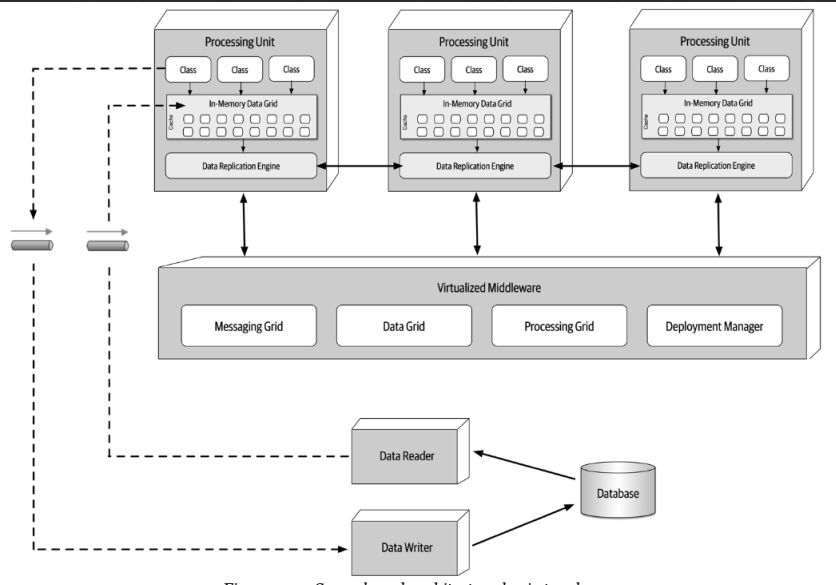 Processing Unit
Class Class Class
In-Memory Data Grid
Cache
Data Replication Engine
Processing Unit
Class Class Class
In-Memory Data Grid
Cache
Data Replication Engine
Processing Unit
Class Class Class
In-Memory Data Grid
Cache
Data Replication Engine
Virtualized Middleware
Messaging Grid
Data Grid
Processing Grid
Deployment Manager
Data Reader
Database
Data Writer